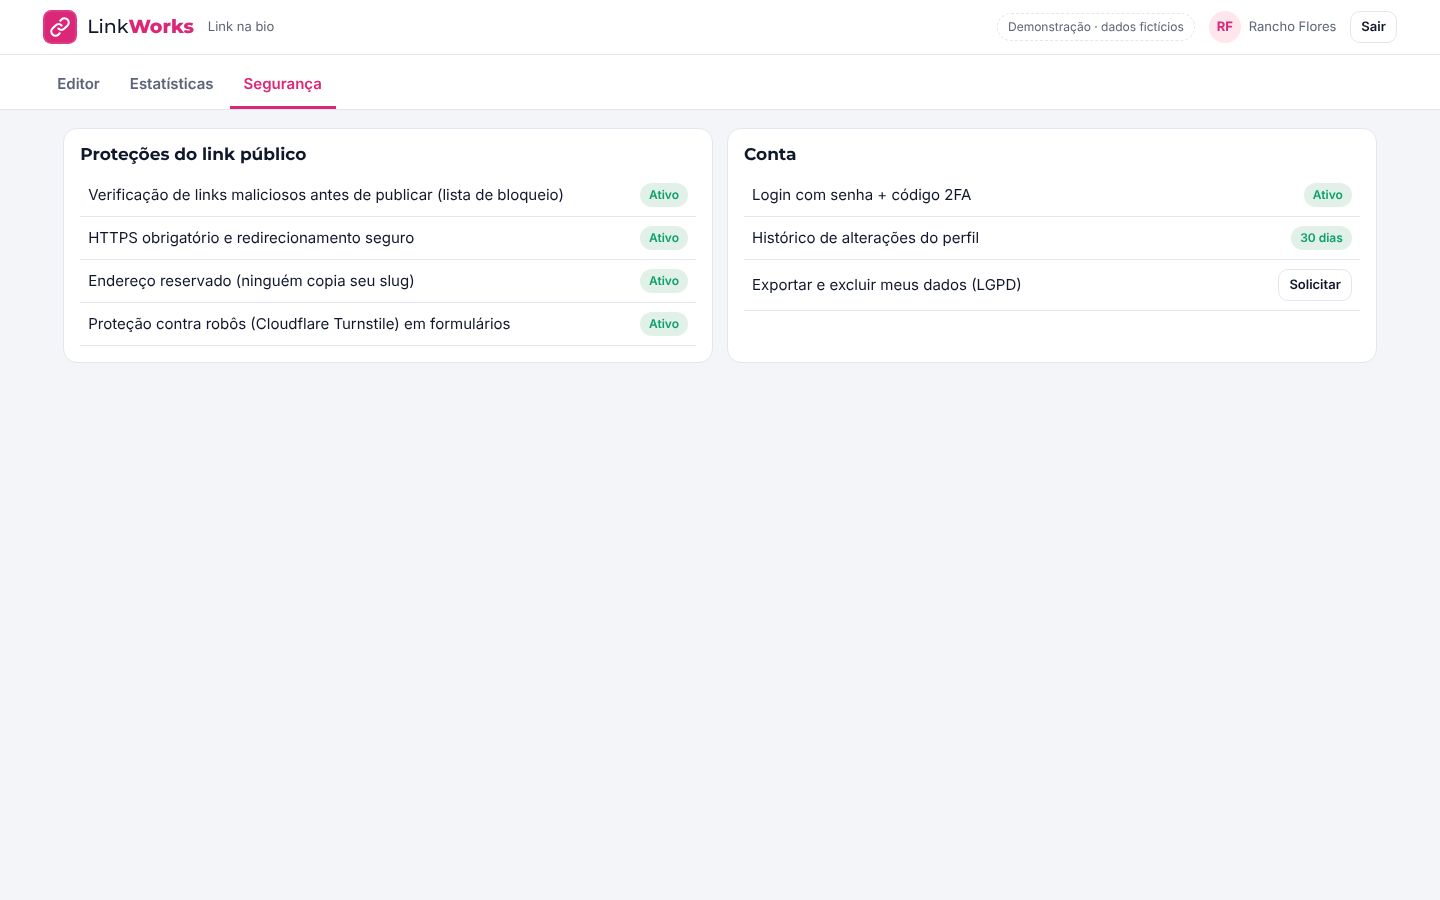 LinkWorks Link na bio Demonstração · dados fictícios RF Rancho Flores Sair
Editor Estatísticas Segurança
Proteções do link público
Verificação de links maliciosos antes de publicar (lista de bloqueio) Ativo
HTTPS obrigatório e redirecionamento seguro Ativo
Endereço reservado (ninguém copia seu slug) Ativo
Proteção contra robôs (Cloudflare Turnstile) em formulários Ativo
Conta
Login com senha + código 2FA Ativo
Histórico de alterações do perfil 30 dias
Exportar e excluir meus dados (LGPD) Solicitar